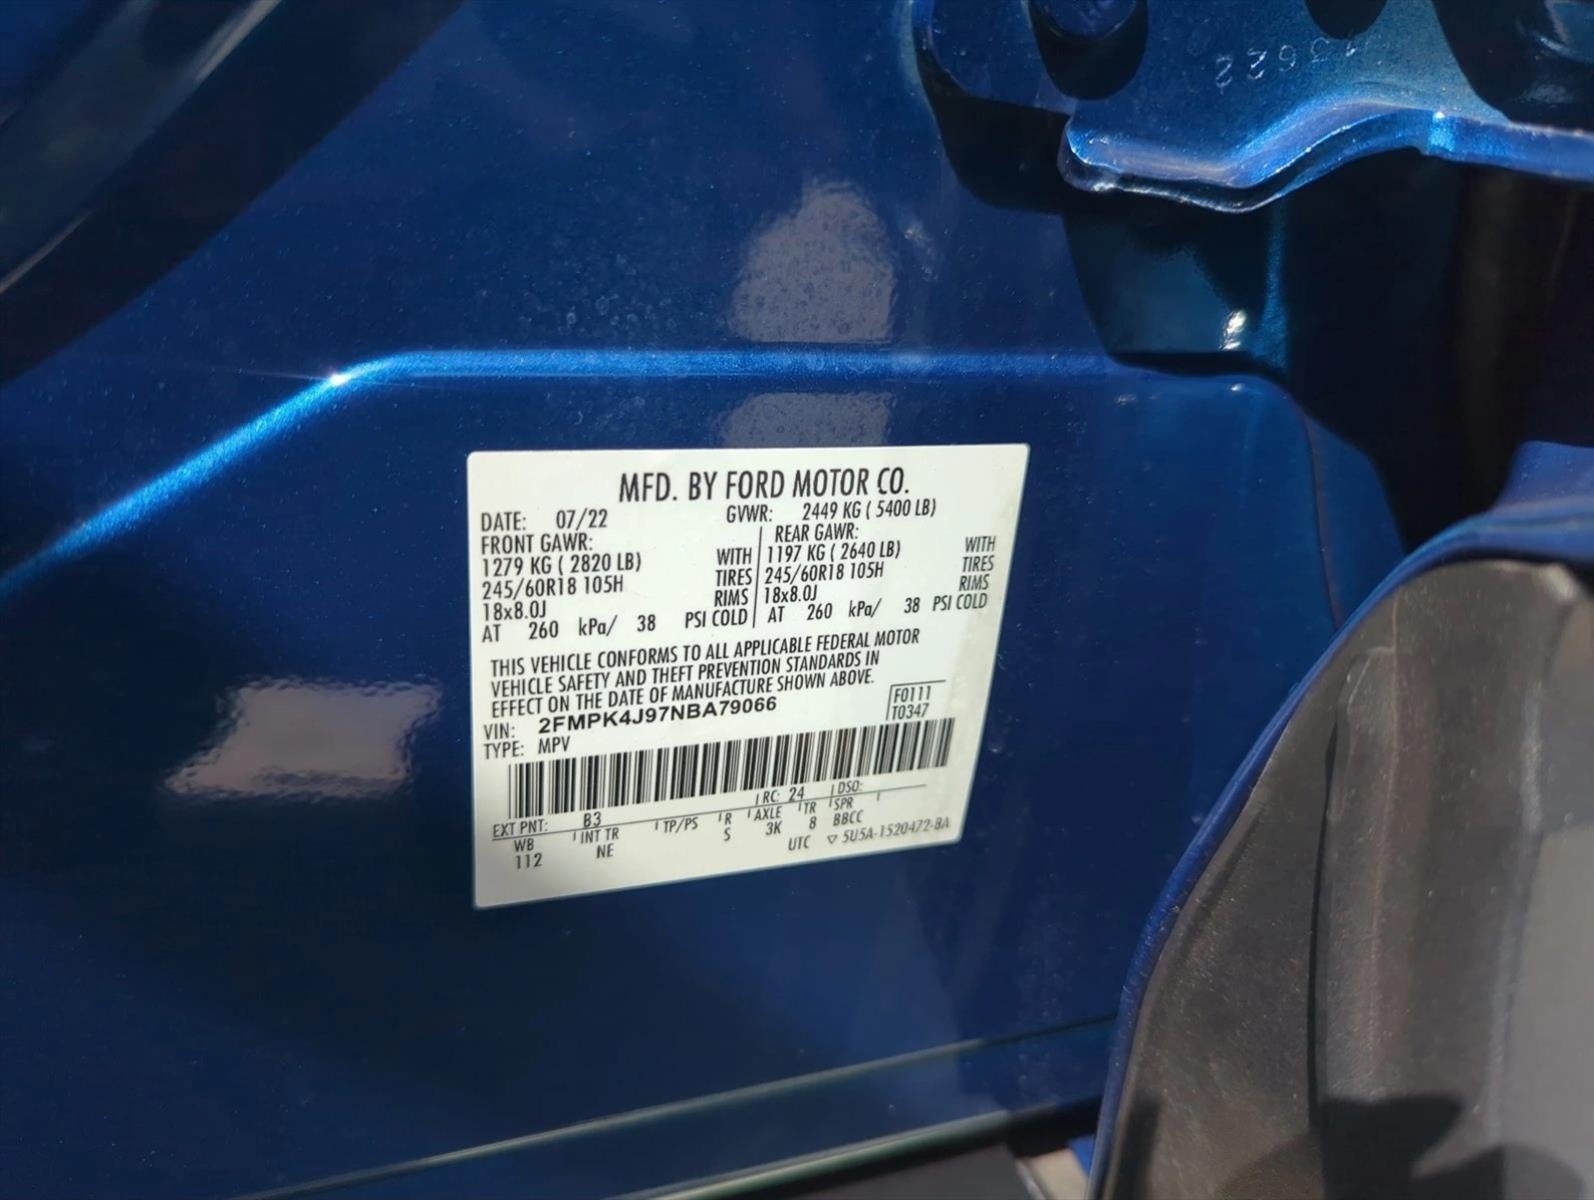 13622
MFD. BY FORD MOTOR CO.
DATE: 07/22 GVWR: 2449 KG ( 5400 LB)
FRONT GAWR: REAR GAWR:
1279 KG ( 2820 LB) WITH 1197 KG ( 2640 LB) WITH
245/60R18 105H TIRES 245/60R18 105H TIRES
18x8.0J RIMS 18x8.0J RIMS
AT 260 kPa/ 38 PSI COLD AT 260 kPa/ 38 PSI COLD
THIS VEHICLE CONFORMS TO ALL APPLICABLE FEDERAL MOTOR
VEHICLE SAFETY AND THEFT PREVENTION STANDARDS IN
EFFECT ON THE DATE OF MANUFACTURE SHOWN ABOVE.
VIN: 2FMPK4J97NBA79066 F0111
TYPE: MPV T0347
EXT PNT: B3 RC: 24 DSO:
WB INT TR TP/PS R AXLE TR SPR
112 NE S 3K 8 BBCC
UTC ▽ 5U5A-1520472-BA